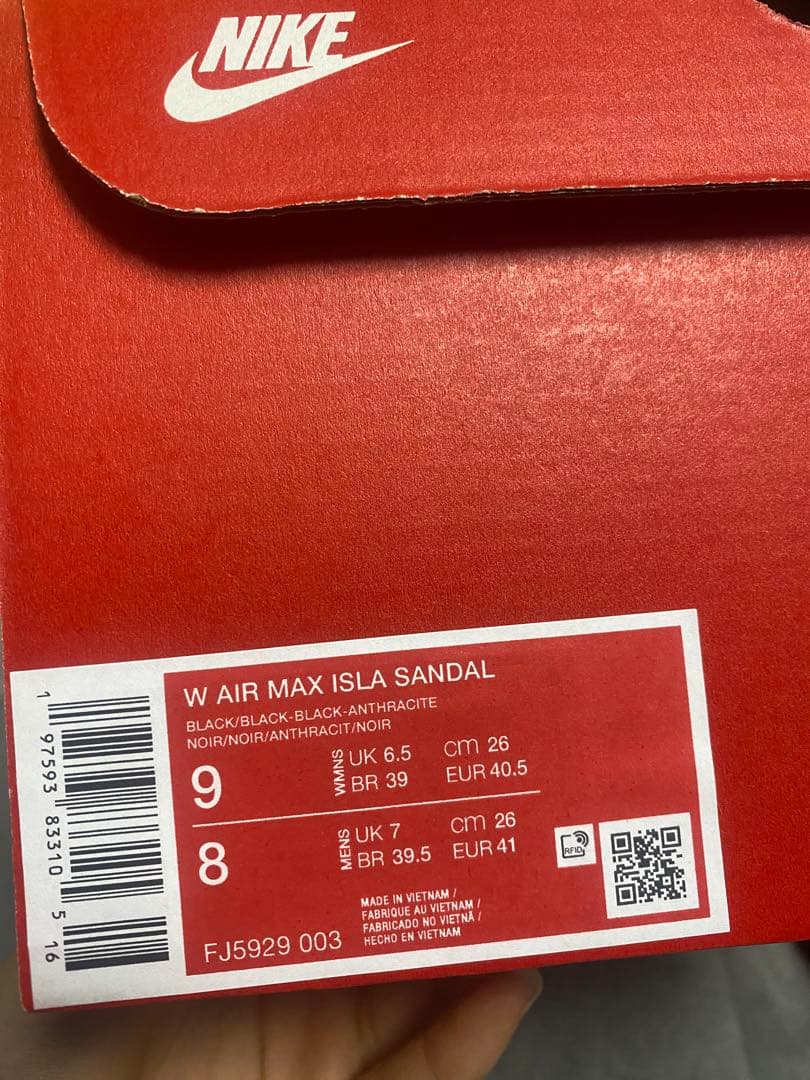 NIKE
W AIR MAX ISLA SANDAL
BLACK/BLACK-BLACK-ANTHRACITE
NOIR/NOIR/ANTHRACIT/NOIR
9 WMNS UK 6.5 cm 26
BR 39 EUR 40.5
8 MENS UK 7 cm 26
BR 39.5 EUR 41
RFID
MADE IN VIETNAM /
FABRIQUE AU VIETNAM /
FABRICADO NO VIETNÃ /
HECHO EN VIETNAM
FJ5929 003
1 97593 83310 5 16